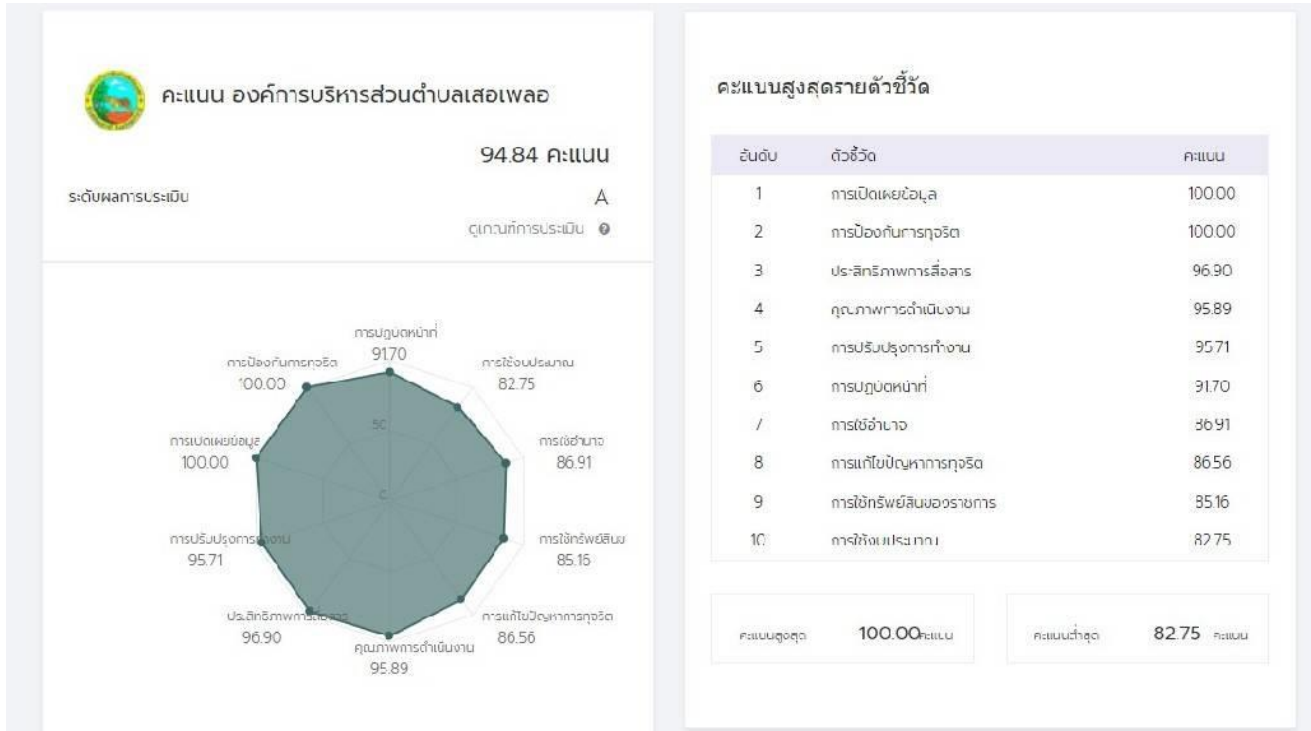 คะแนน องค์การบริหารส่วนตำบลเสอเพลอ
94.84 คะแนน
ระดับผลการประเมิน A
ดูเกณฑ์การประเมิน
การปฏิบัติหน้าที่
91.70
การป้องกันการทุจริต
100.00
การใช้งบประมาณ
82.75
50
การเปิดเผยข้อมูล
100.00
การใช้อำนาจ
86.91
0
การปรับปรุงการทำงาน
95.71
การใช้ทรัพย์สินข
85.16
ประสิทธิภาพการสื่อสาร
96.90
การแก้ไขปัญหาการทุจริต
86.56
คุณภาพการดำเนินงาน
95.89
คะแนนสูงสุดรายตัวชี้วัด
อันดับ ตัวชี้วัด คะแนน
1 การเปิดเผยข้อมูล 100.00
2 การป้องกันการทุจริต 100.00
3 ประสิทธิภาพการสื่อสาร 96.90
4 คุณภาพการดำเนินงาน 95.89
5 การปรับปรุงการทำงาน 95.71
6 การปฏิบัติหน้าที่ 91.70
7 การใช้อำนาจ 86.91
8 การแก้ไขปัญหาการทุจริต 86.56
9 การใช้ทรัพย์สินของราชการ 85.16
10 การใช้งบประมาณ 82.75
คะแนนสูงสุด 100.00 คะแนน
คะแนนต่ำสุด 82.75 คะแนน